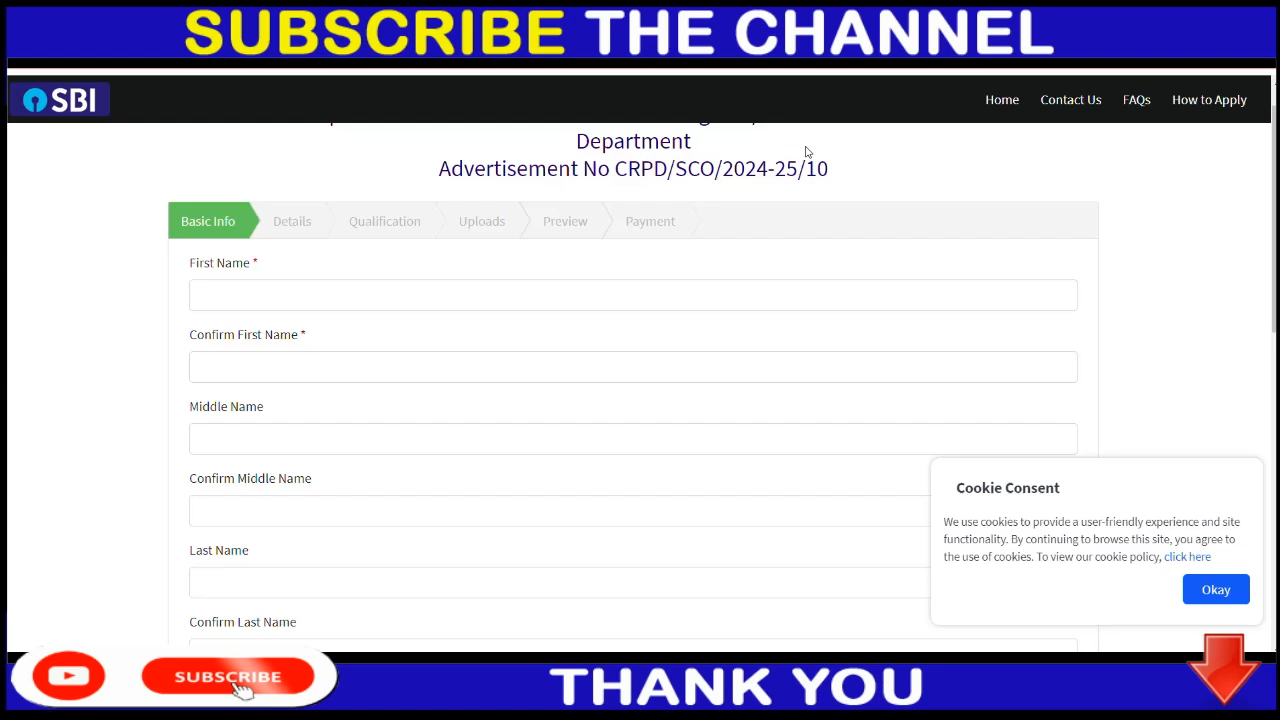 SUBSCRIBE THE CHANNEL
SBI
Home Contact Us FAQs How to Apply
Department
Advertisement No CRPD/SCO/2024-25/10
Basic Info Details Qualification Uploads Preview Payment
First Name *
Confirm First Name *
Middle Name
Confirm Middle Name
Last Name
Confirm Last Name
Cookie Consent
We use cookies to provide a user-friendly experience and site
functionality. By continuing to browse this site, you agree to
the use of cookies. To view our cookie policy, click here
Okay
SUBSCRIBE
THANK YOU